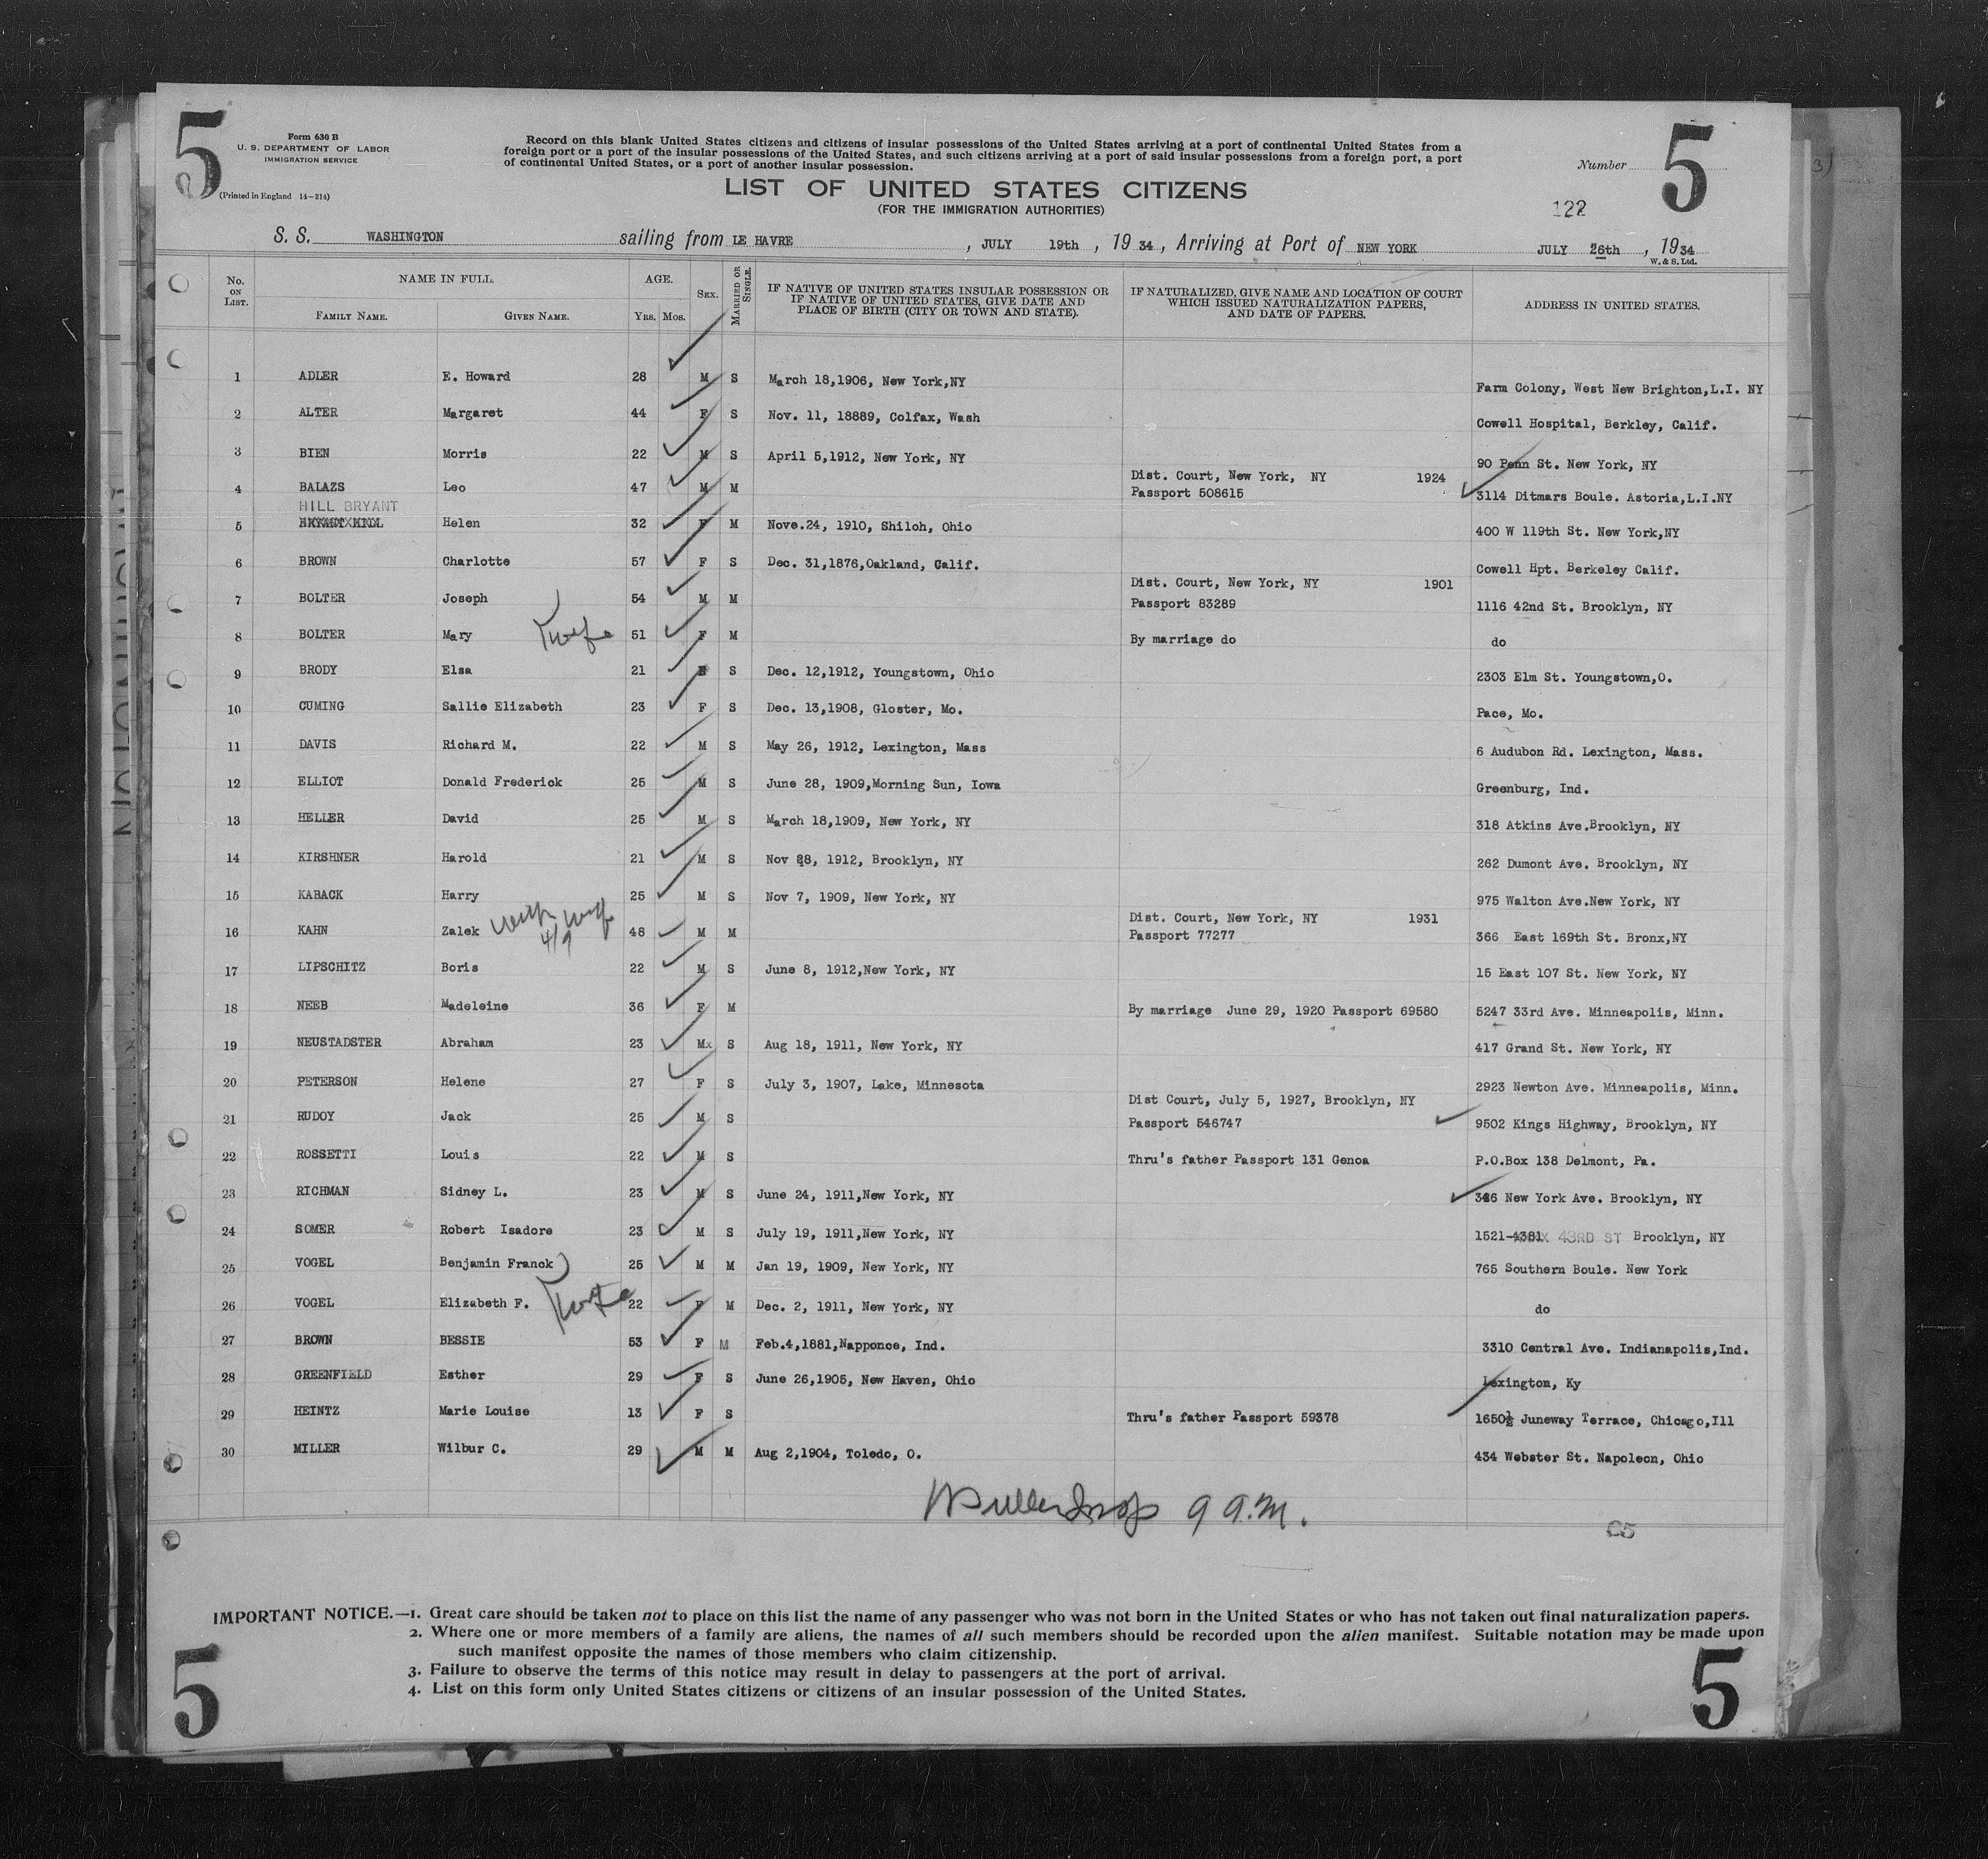 5
Form 630 B
U. S. DEPARTMENT OF LABOR
IMMIGRATION SERVICE
(Printed in England 14-214)
Record on this blank United States citizens and citizens of insular possessions of the United States arriving at a port of continental United States from a
foreign port or a port of the insular possessions of the United States, and such citizens arriving at a port of said insular possessions from a foreign port, a port
of continental United States, or a port of another insular possession.
Number
5
LIST OF UNITED STATES CITIZENS
(FOR THE IMMIGRATION AUTHORITIES)
122
S. S. WASHINGTON sailing from LE HAVRE , JULY 19th , 19 34 , Arriving at Port of NEW YORK JULY 26th , 1934
W. & S. Ltd.
No. ON LIST. NAME IN FULL. FAMILY NAME. GIVEN NAME. AGE. YRS. MOS. SEX. MARRIED OR SINGLE. IF NATIVE OF UNITED STATES INSULAR POSSESSION OR IF NATIVE OF UNITED STATES, GIVE DATE AND PLACE OF BIRTH (CITY OR TOWN AND STATE). IF NATURALIZED, GIVE NAME AND LOCATION OF COURT WHICH ISSUED NATURALIZATION PAPERS, AND DATE OF PAPERS. ADDRESS IN UNITED STATES.
1 ADLER E. Howard 28 M S March 18,1906, New York,NY Farm Colony, West New Brighton,L.I. NY
2 ALTER Margaret 44 F S Nov. 11, 18889, Colfax, Wash Cowell Hospital, Berkley, Calif.
3 BIEN Morris 22 M S April 5,1912, New York, NY 90 Penn St. New York, NY
4 BALAZS Leo 47 M M Dist. Court, New York, NY 1924 Passport 508615 3114 Ditmars Boule. Astoria,L.I.NY
HILL BRYANT
5 Helen 32 F M Nove.24, 1910, Shiloh, Ohio 400 W 119th St. New York,NY
6 BROWN Charlotte 57 F S Dec. 31,1876,Oakland, Calif. Cowell Hpt. Berkeley Calif.
7 BOLTER Joseph 54 M M Dist. Court, New York, NY 1901 Passport 83289 1116 42nd St. Brooklyn, NY
8 BOLTER Mary wife 51 F M By marriage do do
9 BRODY Elsa 21 F S Dec. 12,1912, Youngstown, Ohio 2303 Elm St. Youngstown,O.
10 CUMING Sallie Elizabeth 23 F S Dec. 13,1908, Gloster, Mo. Pace, Mo.
11 DAVIS Richard M. 22 M S May 26, 1912, Lexington, Mass 6 Audubon Rd. Lexington, Mass.
12 ELLIOT Donald Frederick 25 M S June 28, 1909,Morning Sun, Iowa Greenburg, Ind.
13 HELLER David 25 M S March 18,1909, New York, NY 318 Atkins Ave.Brooklyn, NY
14 KIRSHNER Harold 21 M S Nov 28, 1912, Brooklyn, NY 262 Dumont Ave. Brooklyn, NY
15 KABACK Harry 25 M S Nov 7, 1909, New York, NY 975 Walton Ave.New York, NY
16 KAHN Zalek with wife 4/9 48 M M Dist. Court, New York, NY 1931 Passport 77277 366 East 169th St. Bronx,NY
17 LIPSCHITZ Boris 22 M S June 8, 1912,New York, NY 15 East 107 St. New York, NY
18 NEEB Madeleine 36 F M By marriage June 29, 1920 Passport 69580 5247 33rd Ave. Minneapolis, Minn.
19 NEUSTADSTER Abraham 23 Mx S Aug 18, 1911, New York, NY 417 Grand St. New York, NY
20 PETERSON Helene 27 F S July 3, 1907, Lake, Minnesota 2923 Newton Ave. Minneapolis, Minn.
21 RUDOY Jack 25 M S Dist Court, July 5, 1927, Brooklyn, NY Passport 546747 9502 Kings Highway, Brooklyn, NY
22 ROSSETTI Louis 22 M S Thru's father Passport 131 Genoa P.O.Box 138 Delmont, Pa.
23 RICHMAN Sidney L. 23 M S June 24, 1911,New York, NY New York Ave. Brooklyn, NY
24 SOMER Robert Isadore 23 M S July 19, 1911,New York, NY 1521- 43RD ST Brooklyn, NY
25 VOGEL Benjamin Franck 25 M M Jan 19, 1909, New York, NY 765 Southern Boule. New York
26 VOGEL Elizabeth F. wife 22 F M Dec. 2, 1911, New York, NY do
27 BROWN BESSIE 53 F M Feb.4,1881,Napponce, Ind. 3310 Central Ave. Indianapolis,Ind.
28 GREENFIELD Esther 29 F S June 26,1905, New Haven, Ohio Lexington, Ky
29 HEINTZ Marie Louise 13 F S Thru's father Passport 59378 1650½ Juneway Terrace, Chicago,Ill
30 MILLER Wilbur C. 29 M M Aug 2,1904, Toledo, O. 434 Webster St. Napoleon, Ohio
9 a.m.
C5
IMPORTANT NOTICE.—1. Great care should be taken not to place on this list the name of any passenger who was not born in the United States or who has not taken out final naturalization papers.
2. Where one or more members of a family are aliens, the names of all such members should be recorded upon the alien manifest. Suitable notation may be made upon
such manifest opposite the names of those members who claim citizenship.
3. Failure to observe the terms of this notice may result in delay to passengers at the port of arrival.
4. List on this form only United States citizens or citizens of an insular possession of the United States.
5
5